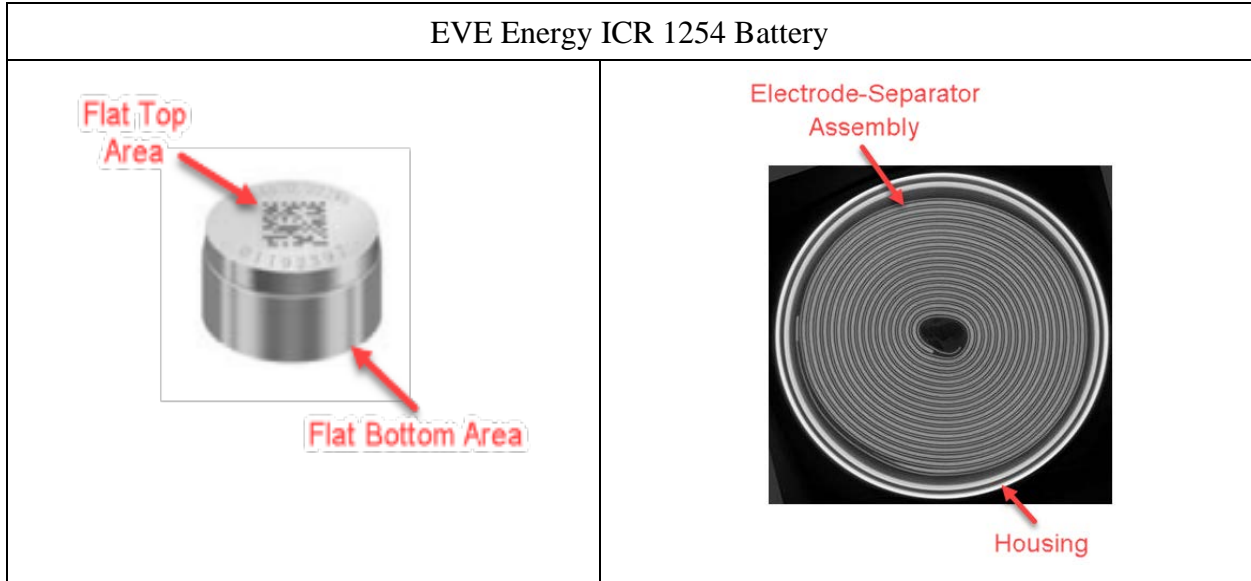 EVE Energy ICR 1254 Battery
Flat Top
Area
Flat Bottom Area
Electrode-Separator
Assembly
Housing